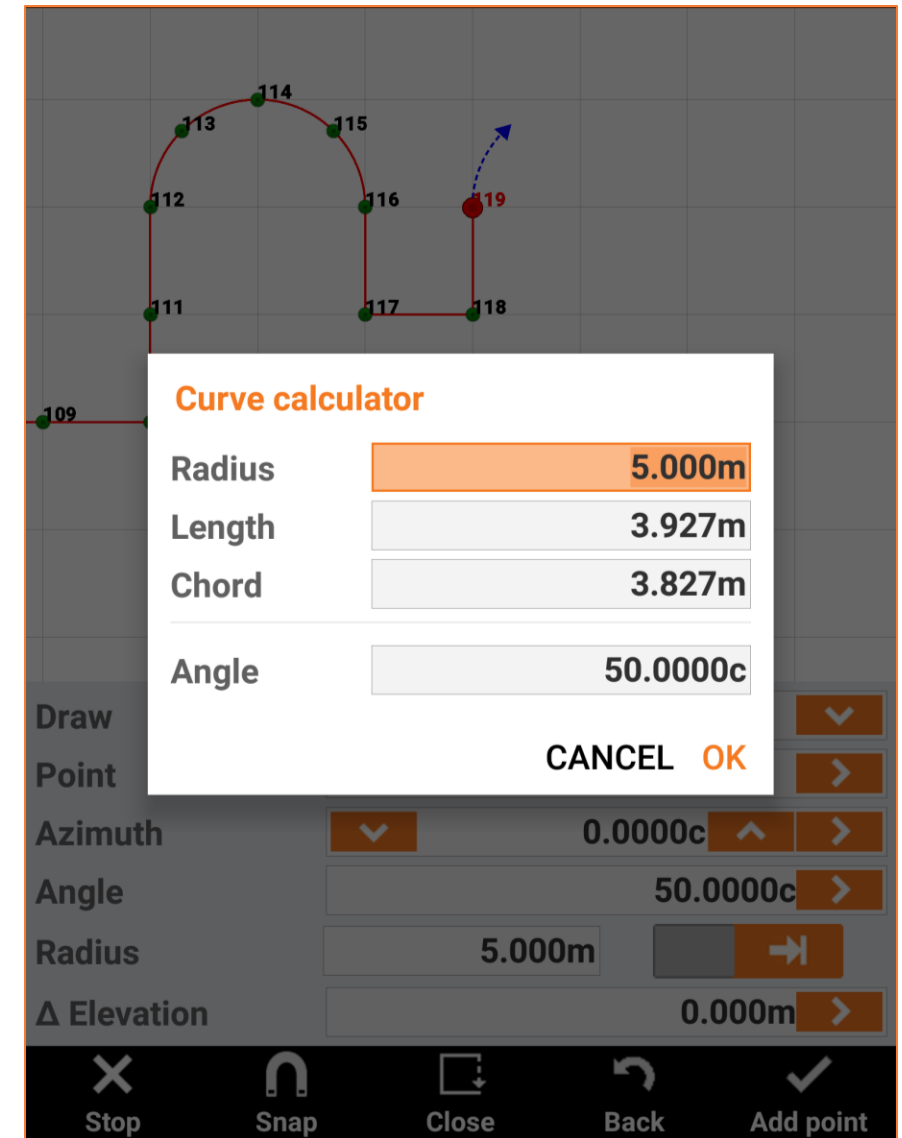 114
113
115
112
116
119
111
117
118
109
Curve calculator
Radius 5.000m
Length 3.927m
Chord 3.827m
Angle 50.0000c
CANCEL OK
Draw
Point
Azimuth 0.0000c
Angle 50.0000c
Radius 5.000m
Δ Elevation 0.000m
Stop Snap Close Back Add point